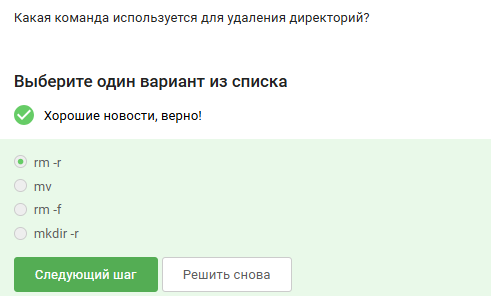 Какая команда используется для удаления директорий?
Выберите один вариант из списка
Хорошие новости, верно!
rm -r
mv
rm -f
mkdir -r
Следующий шаг
Решить снова